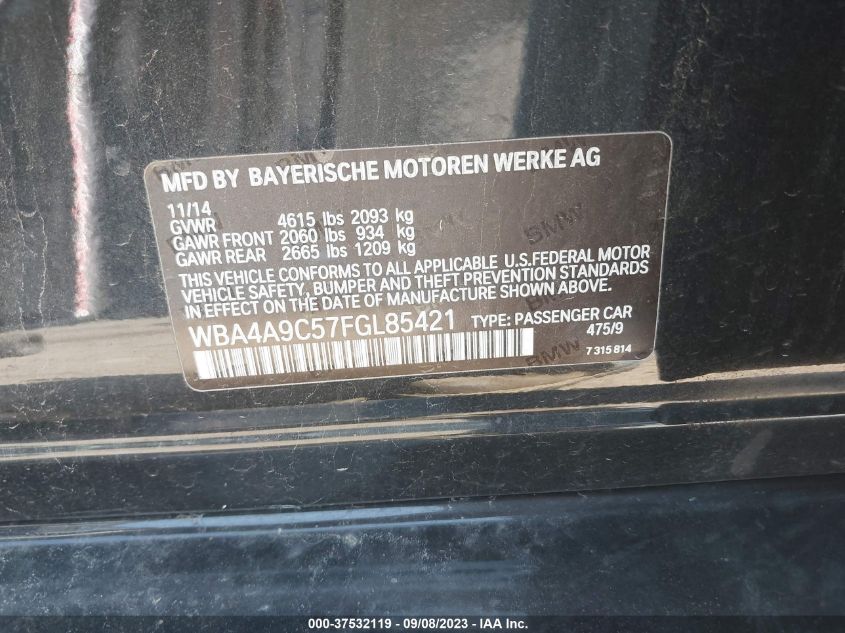 MFD BY BAYERISCHE MOTOREN WERKE AG
11/14
GVWR 4615 lbs 2093 kg
GAWR FRONT 2060 lbs 934 kg
GAWR REAR 2665 lbs 1209 kg
THIS VEHICLE CONFORMS TO ALL APPLICABLE U.S.FEDERAL MOTOR
VEHICLE SAFETY, BUMPER AND THEFT PREVENTION STANDARDS
IN EFFECT ON THE DATE OF MANUFACTURE SHOWN ABOVE.
WBA4A9C57FGL85421 TYPE: PASSENGER CAR
475/9
7 315 814
BMW
BMW
BMW
000-37532119 - 09/08/2023 - IAA Inc.